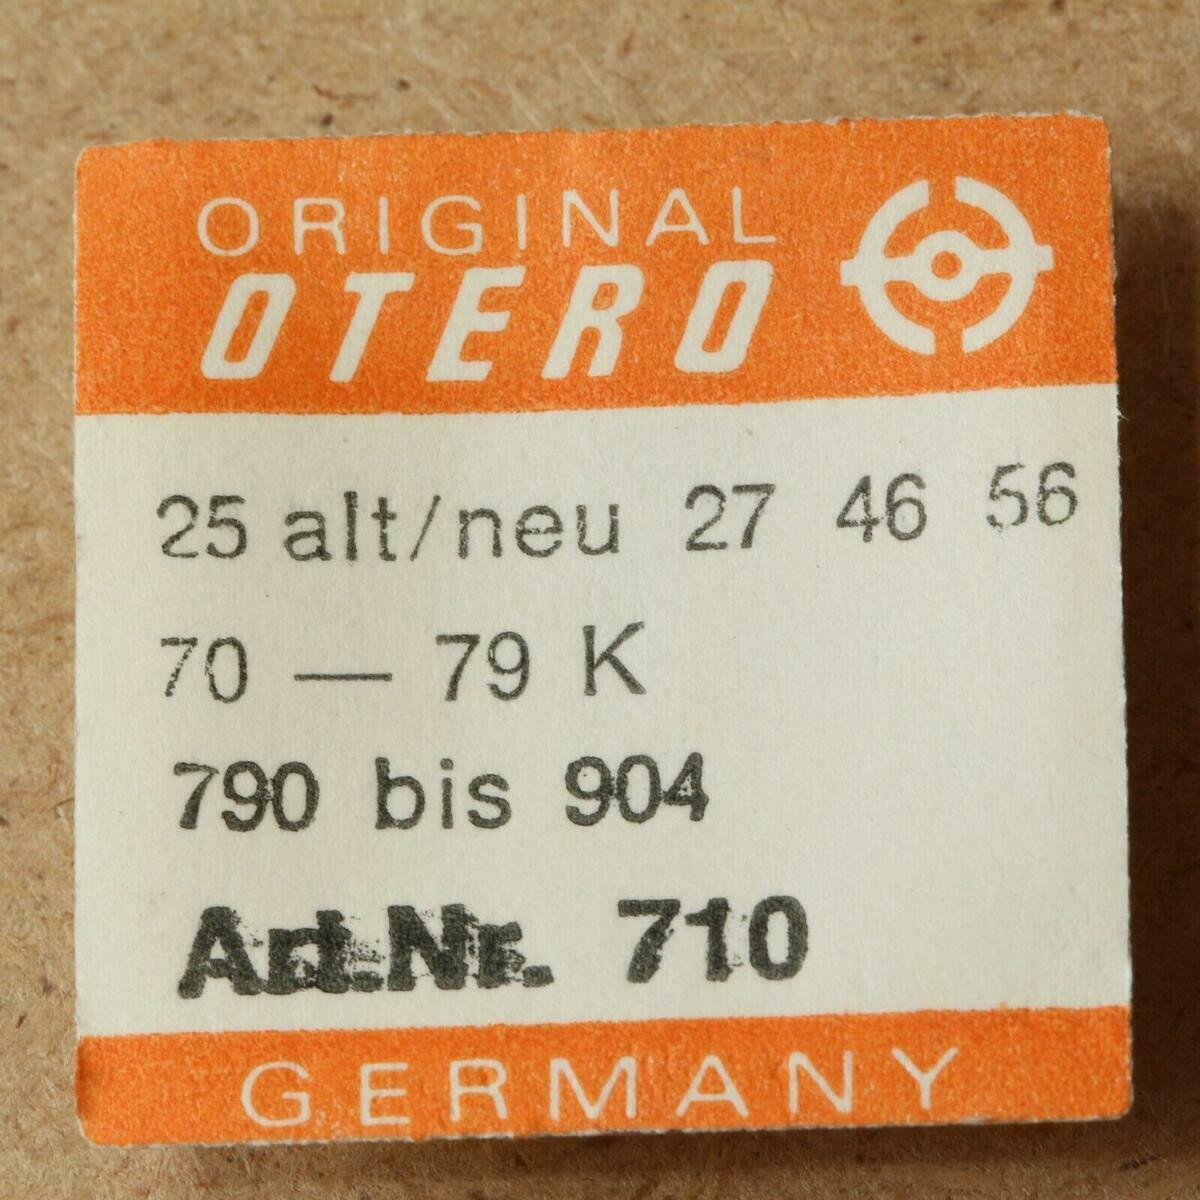 ORIGINAL
OTERO
25 alt/neu 27 46 56
70 — 79 K
790 bis 904
Art.Nr. 710
GERMANY